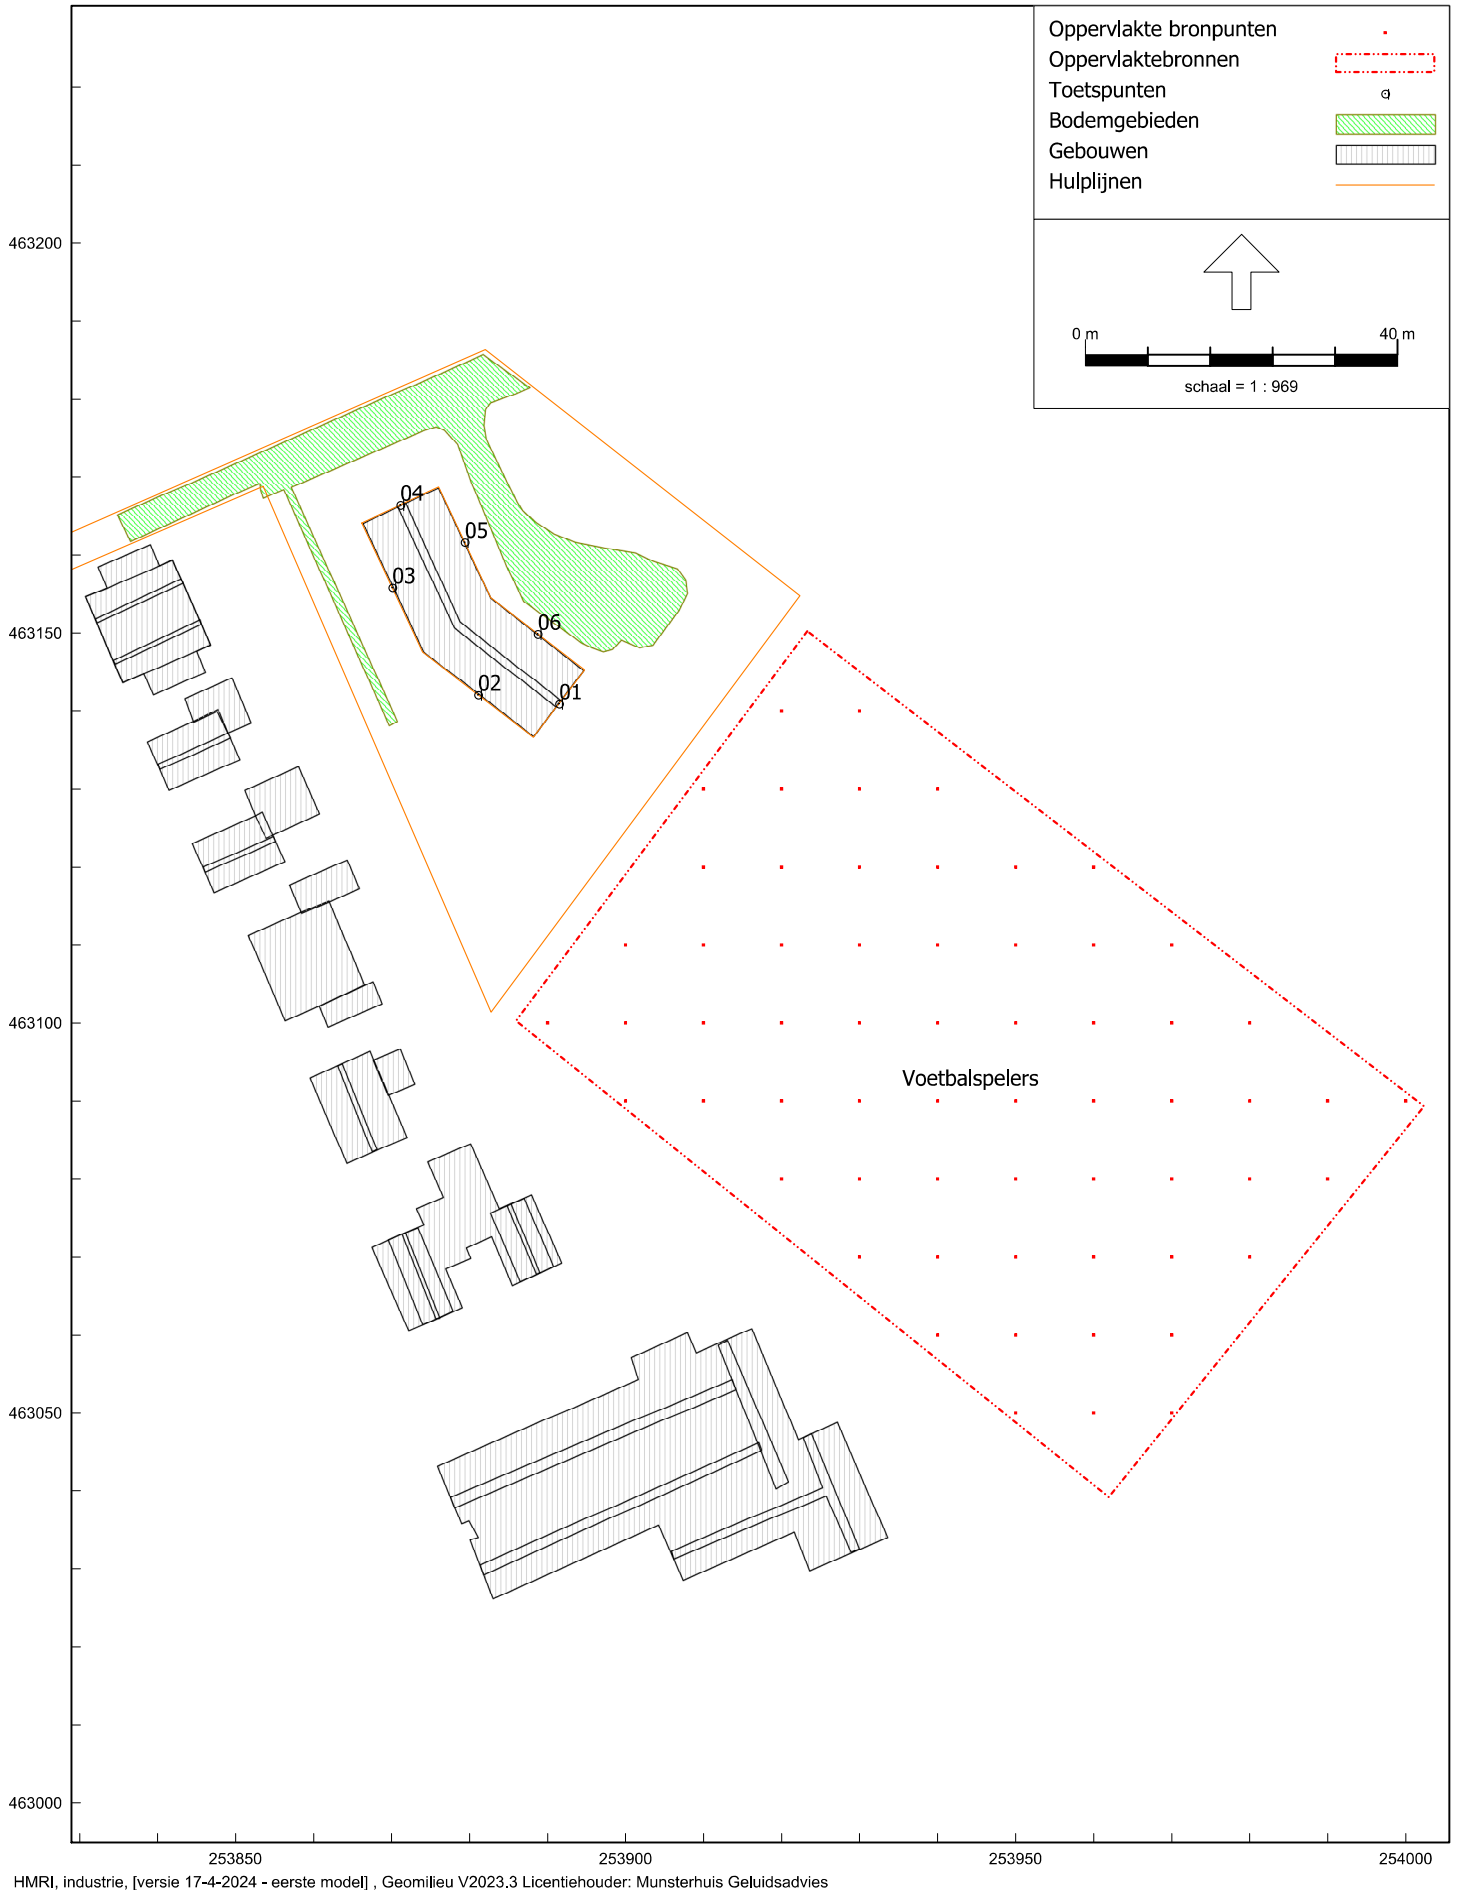 Oppervlakte bronpunten
Oppervlaktebronnen
Toetspunten
Bodemgebieden
Gebouwen
Hulplijnen
463200
0 m 40 m
schaal = 1 : 969
04
05
03
06
463150
02
01
463100
Voetbalspelers
463050
463000
253850 253900 253950 254000
HMRI, industrie, [versie 17-4-2024 - eerste model] , Geomilieu V2023.3 Licentiehouder: Munsterhuis Geluidsadvies